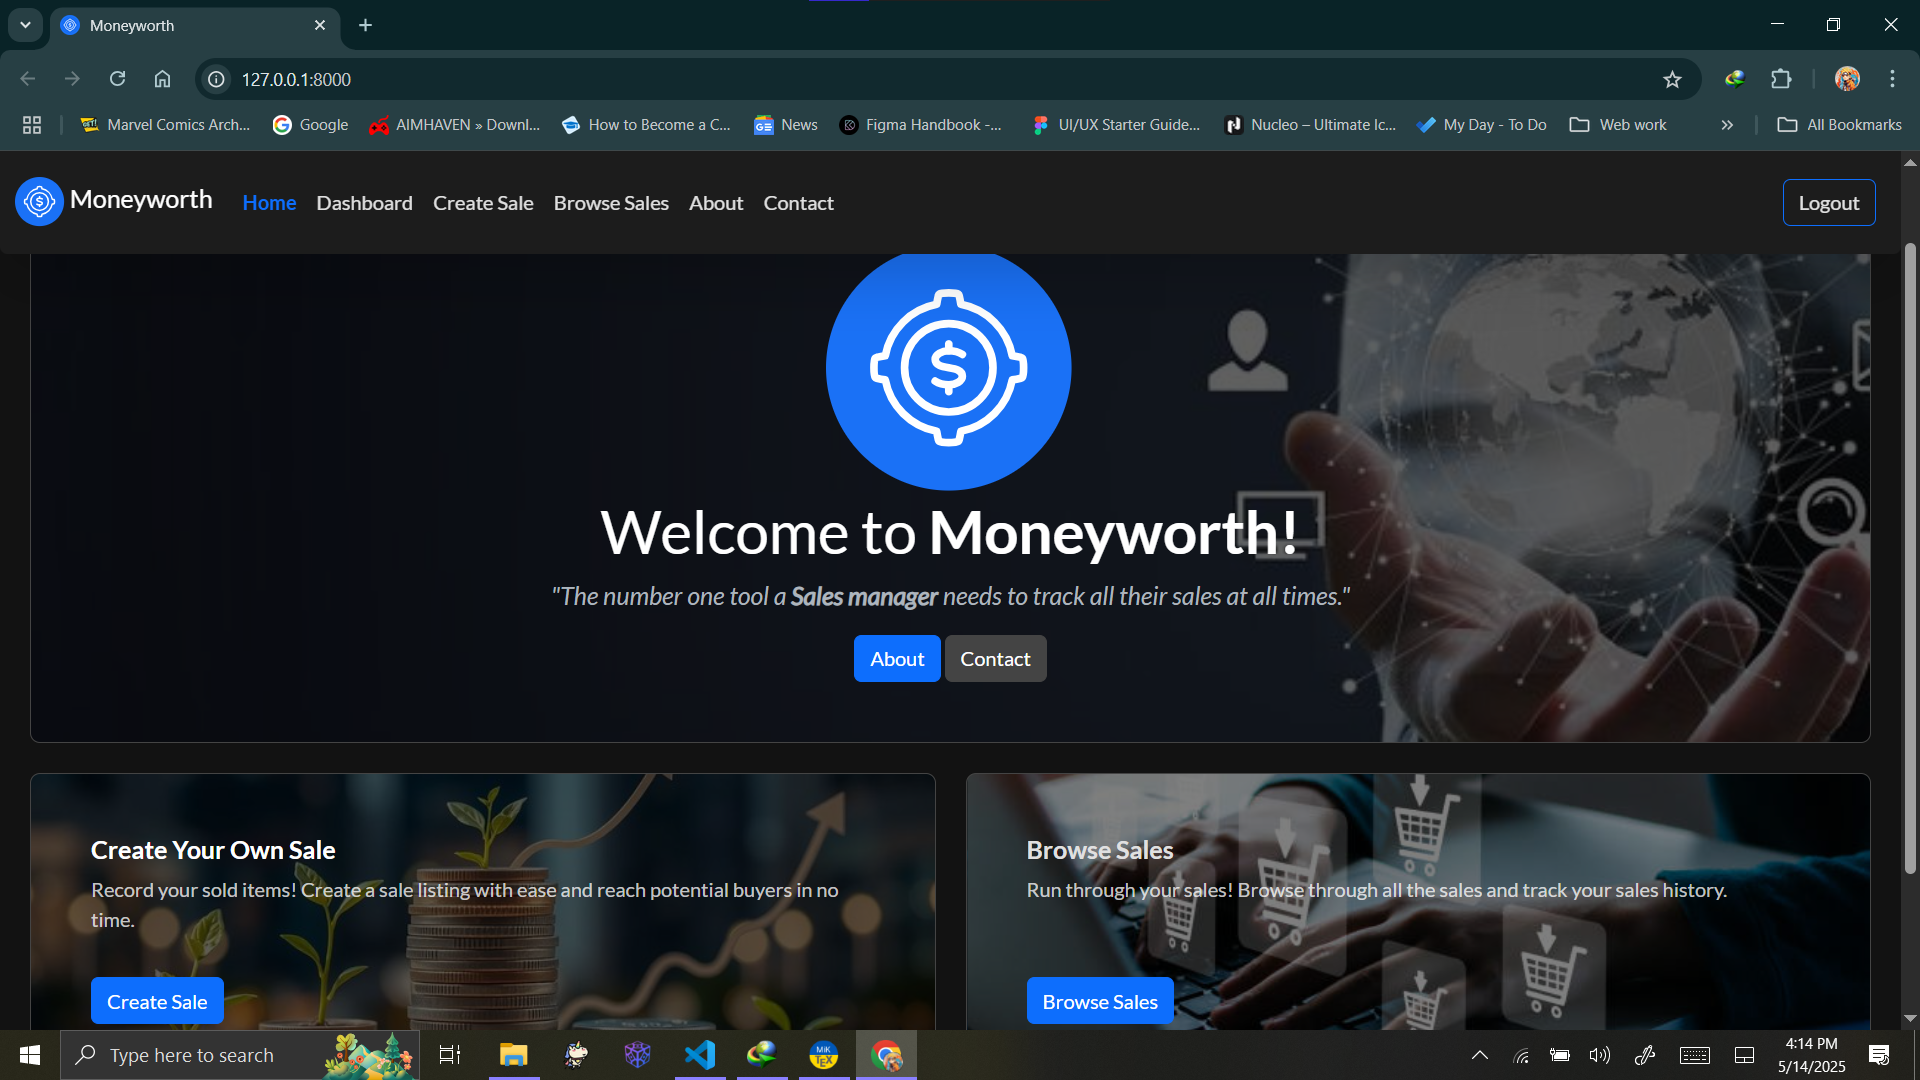 Moneyworth
127.0.0.1:8000
Marvel Comics Arch... Google AIMHAVEN » Downl... How to Become a C... News Figma Handbook -... UI/UX Starter Guide... Nucleo – Ultimate Ic... My Day - To Do Web work » All Bookmarks
Moneyworth Home Dashboard Create Sale Browse Sales About Contact Logout
Welcome to Moneyworth!
"The number one tool a Sales manager needs to track all their sales at all times."
About Contact
Create Your Own Sale
Record your sold items! Create a sale listing with ease and reach potential buyers in no
time.
Create Sale
Browse Sales
Run through your sales! Browse through all the sales and track your sales history.
Browse Sales
Type here to search
4:14 PM
5/14/2025